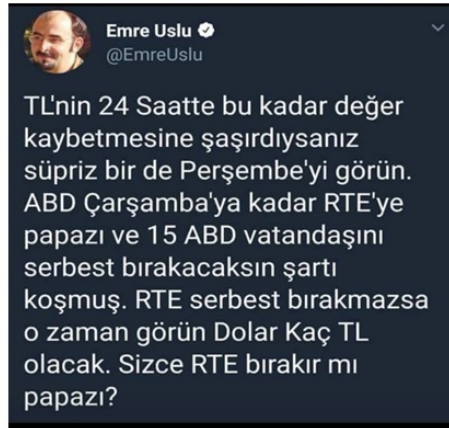 Emre Uslu
@EmreUslu
TL'nin 24 Saatte bu kadar değer
kaybetmesine şaşırdıysanız
süpriz bir de Perşembe'yi görün.
ABD Çarşamba'ya kadar RTE'ye
papazı ve 15 ABD vatandaşını
serbest bırakacaksın şartı
koşmuş. RTE serbest bırakmazsa
o zaman görün Dolar Kaç TL
olacak. Sizce RTE bırakır mı
papazı?